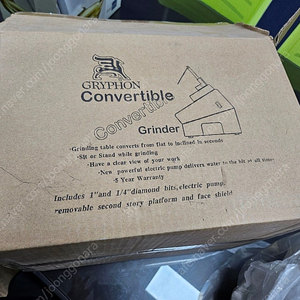 GRYPHON
Convertible
Convertible
Grinder
-Grinding table converts from flat to inclined in seconds
-Sit or Stand while grinding
-Have a clear view of your work
-New powerful electric pump delivers water to the bit at all times
-5 Year Warranty
Includes 1"and 1/4"diamond bits,electric pump,
removable second story platform and face shield